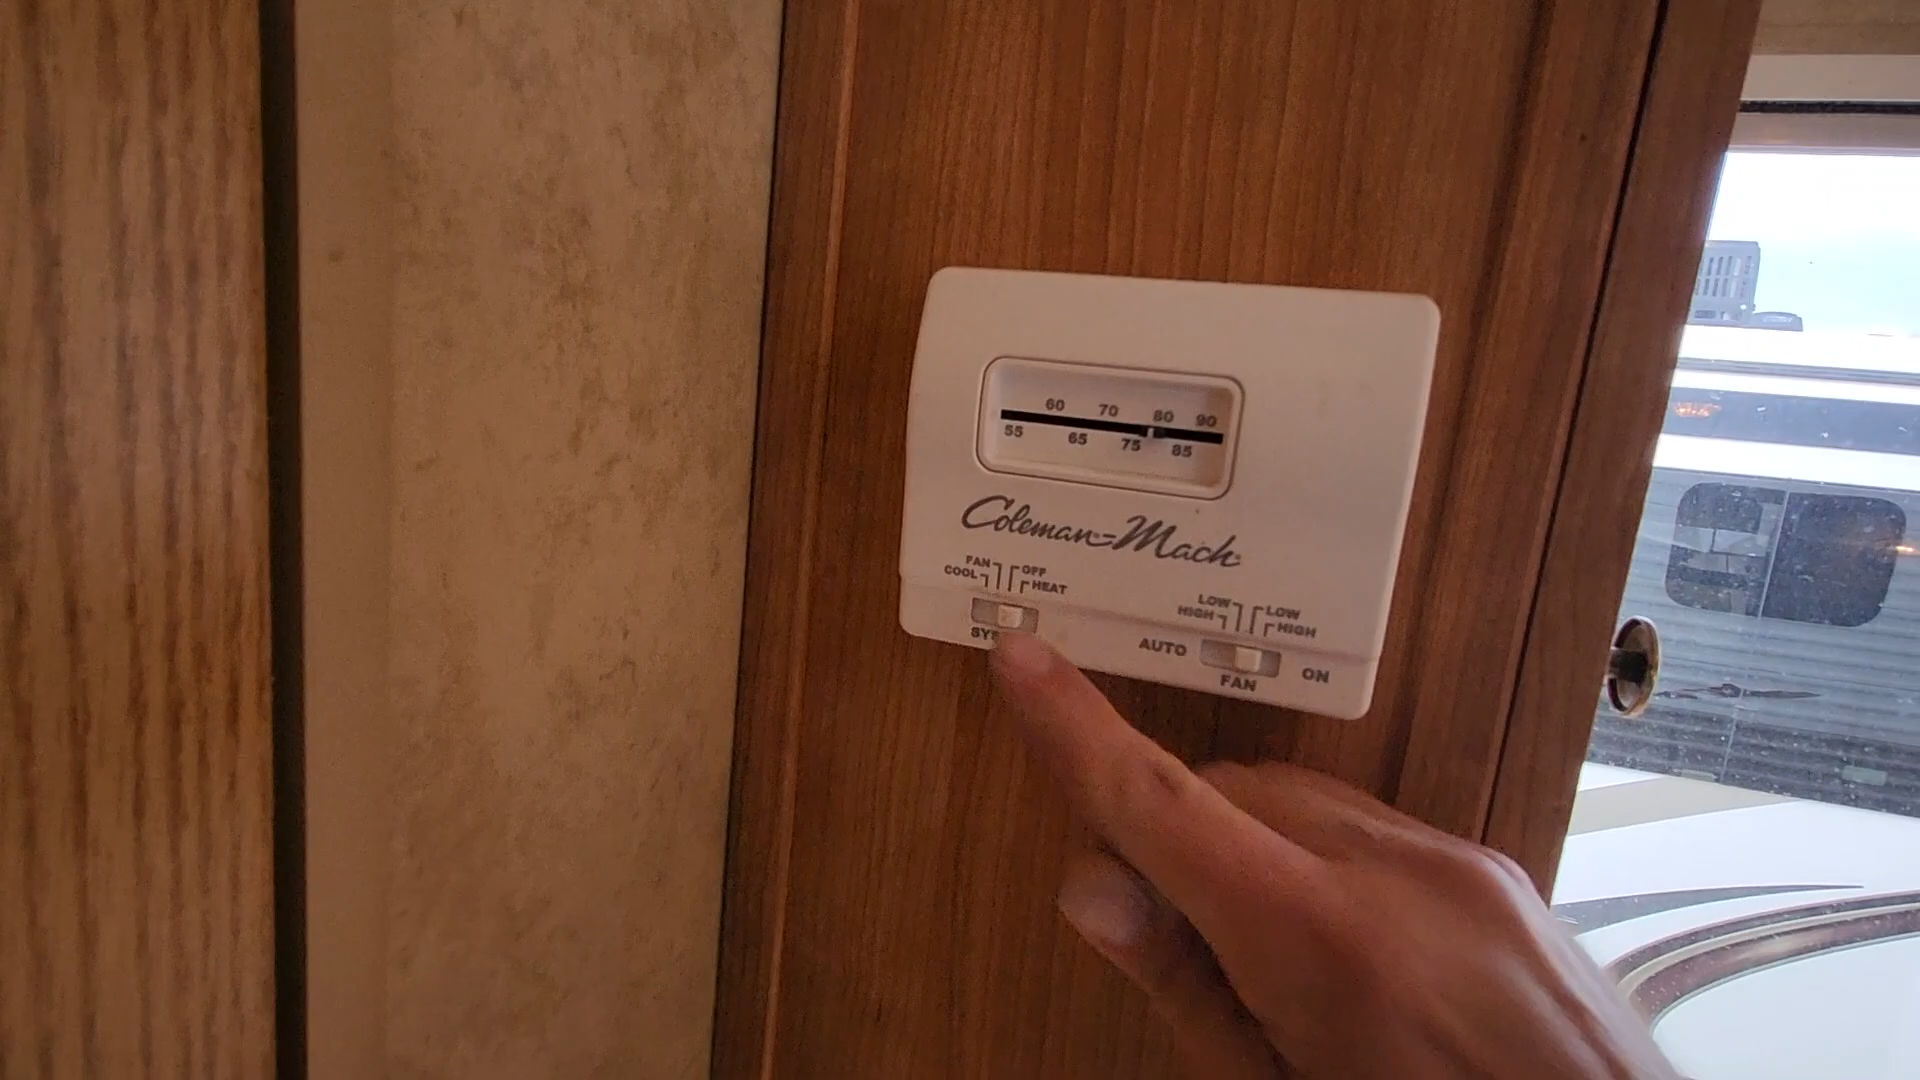 60 70 80 90
55 65 75 85
Coleman-Mach
FAN OFF
COOL HEAT
LOW LOW
HIGH HIGH
AUTO ON
FAN